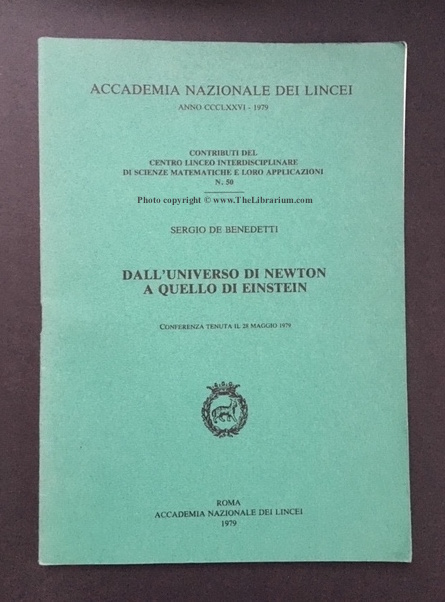 ACCADEMIA NAZIONALE DEI LINCEI
ANNO CCCLXXVI - 1979
CONTRIBUTI DEL
CENTRO LINCEO INTERDISCIPLINARE
DI SCIENZE MATEMATICHE E LORO APPLICAZIONI
N. 50
Photo copyright © www.TheLibrarium.com
SERGIO DE BENEDETTI
DALL'UNIVERSO DI NEWTON
A QUELLO DI EINSTEIN
CONFERENZA TENUTA IL 28 MAGGIO 1979
ROMA
ACCADEMIA NAZIONALE DEI LINCEI
1979